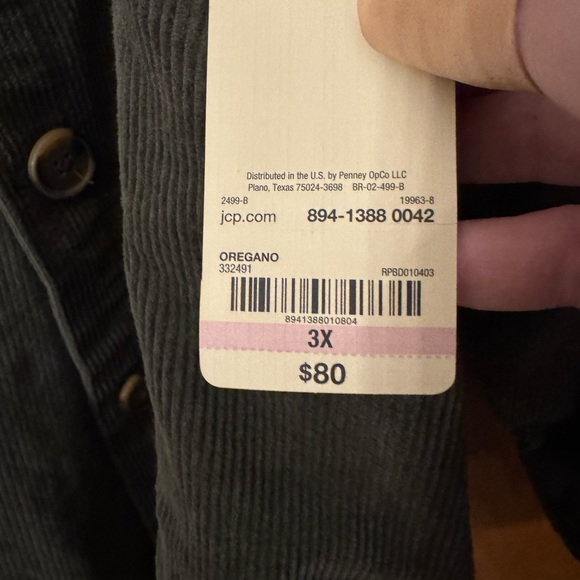 Distributed in the U.S. by Penney OpCo LLC
Plano, Texas 75024-3698 BR-02-499-B
2499-B 19963-8
jcp.com 894-1388 0042
OREGANO
332491 RPBD010403
8941388010804
3X
$80